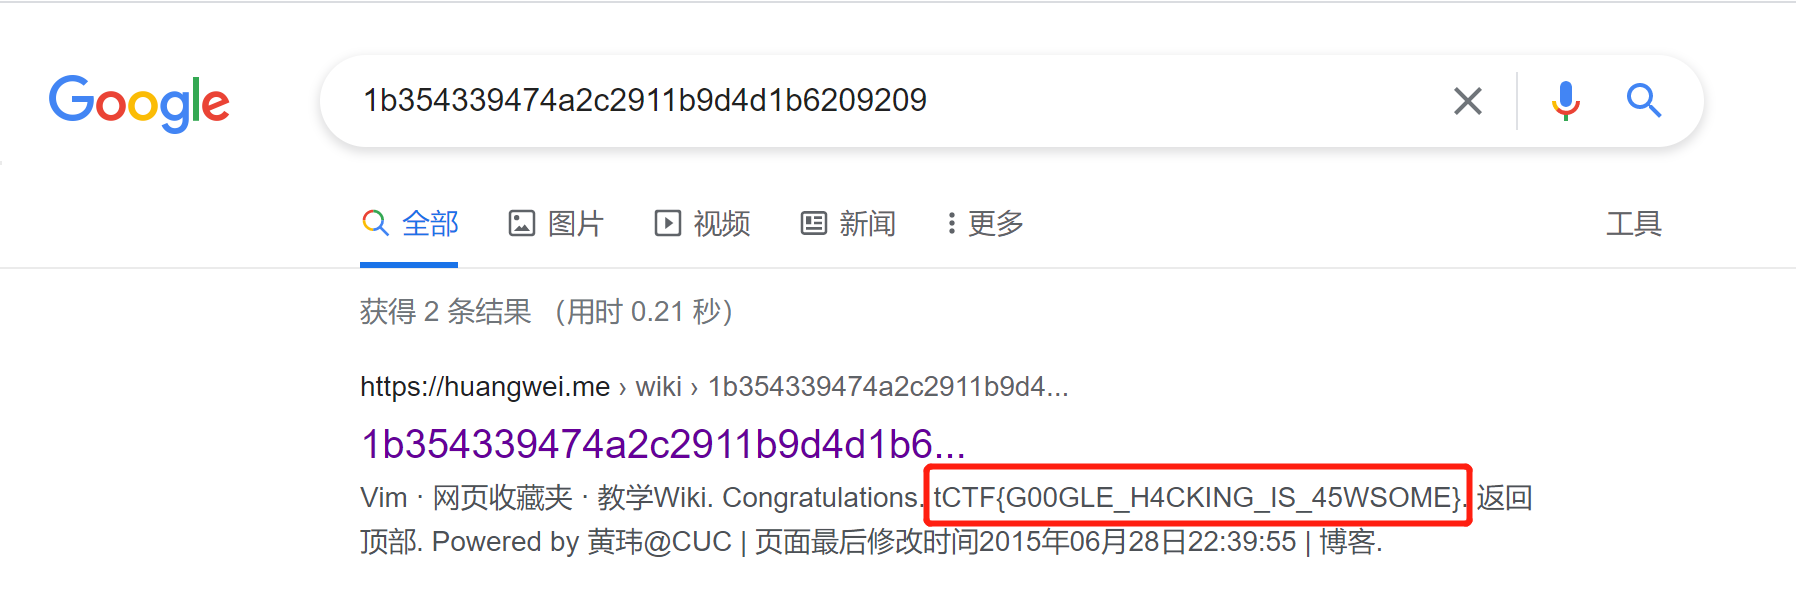 Google 1b354339474a2c2911b9d4d1b6209209
全部 图片 视频 新闻 更多 工具
获得 2 条结果 （用时 0.21 秒）
https://huangwei.me › wiki › 1b354339474a2c2911b9d4...
1b354339474a2c2911b9d4d1b6...
Vim · 网页收藏夹 · 教学Wiki. Congratulations. tCTF{G00GLE_H4CKING_IS_45WSOME}. 返回
顶部. Powered by 黄玮@CUC | 页面最后修改时间2015年06月28日22:39:55 | 博客.